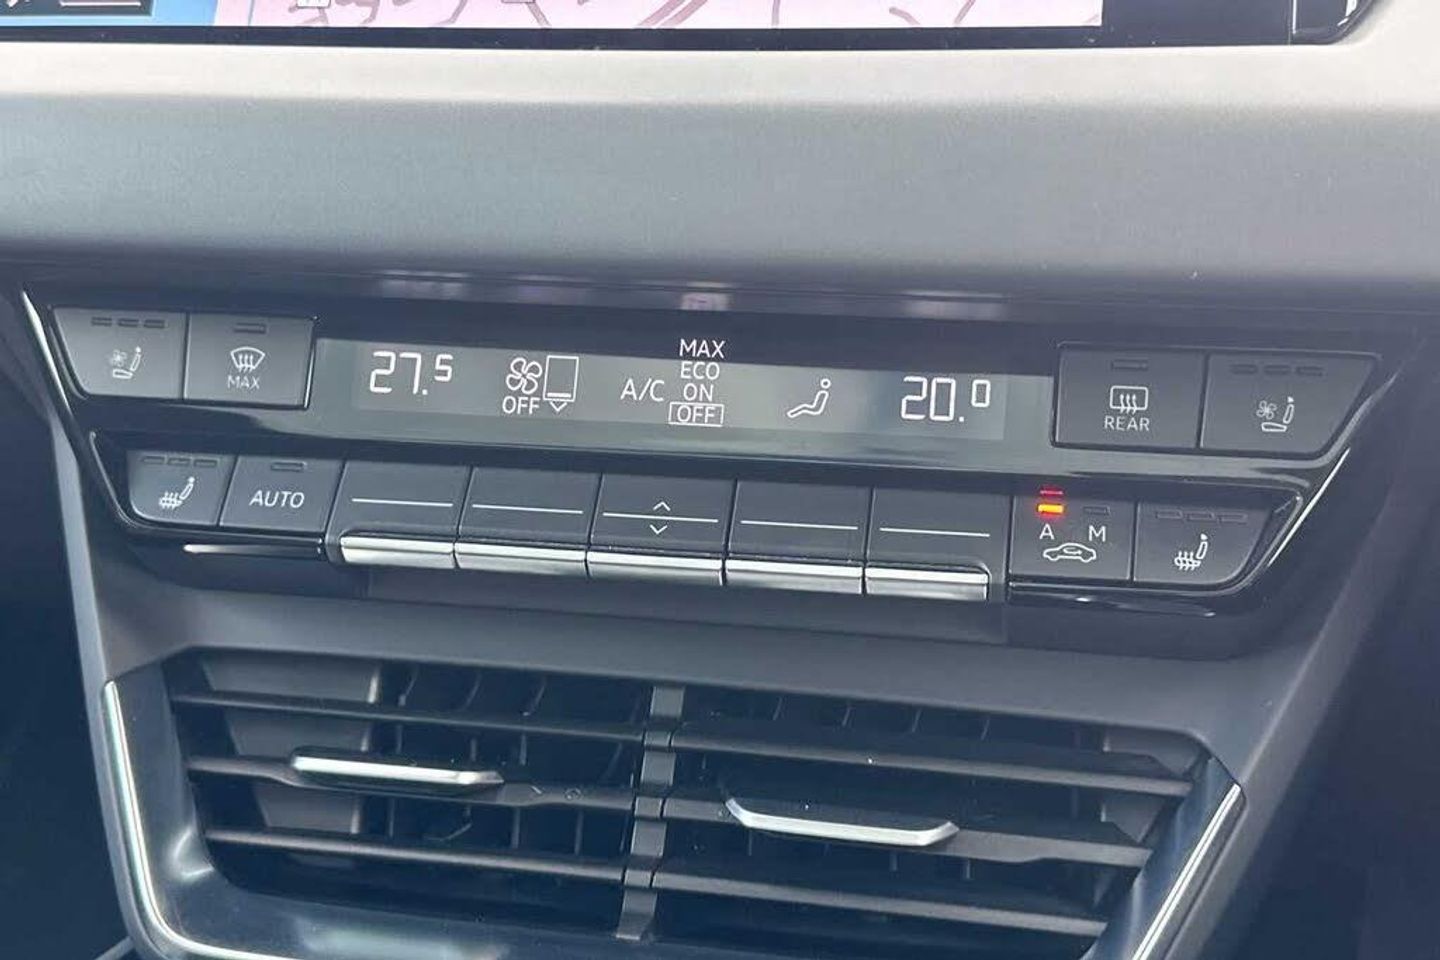 MAX
27.5
OFF
A/C
MAX
ECO
ON
OFF
20.0
REAR
AUTO
A M